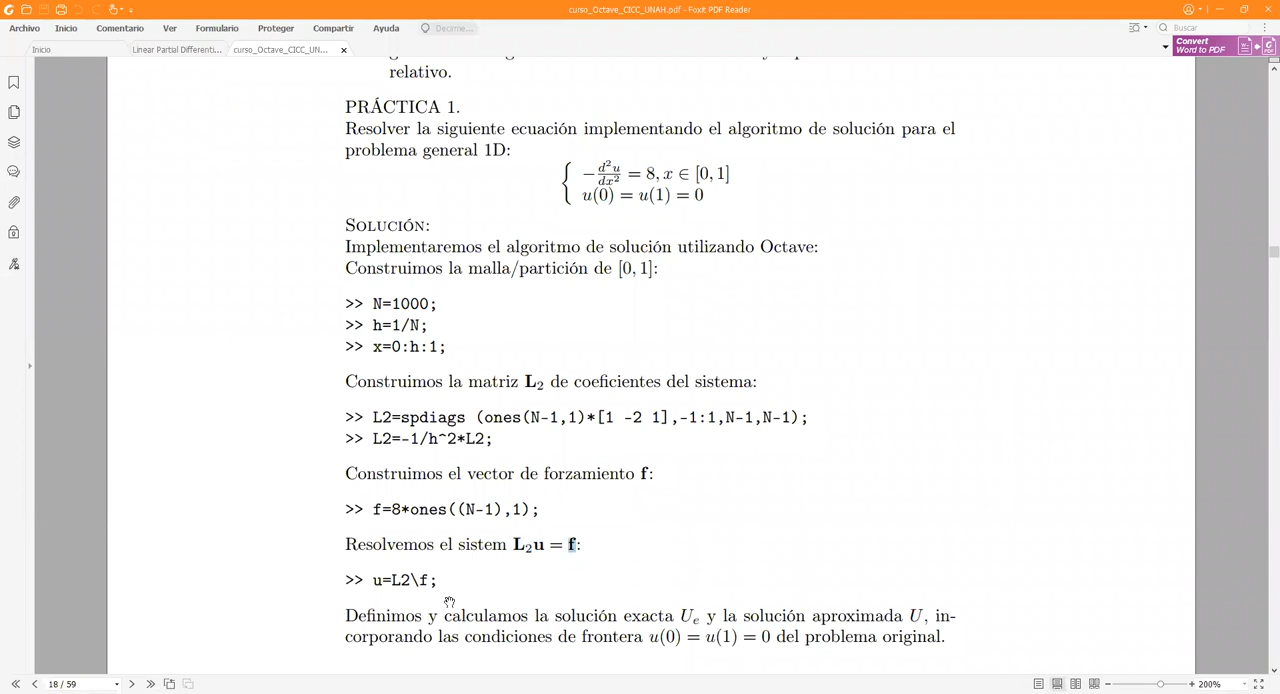 curso_Octave_CICC_UNAH.pdf - Foxit PDF Reader
Archivo Inicio Comentario Ver Formulario Proteger Compartir Ayuda Decirme... Buscar
Inicio Linear Partial Differenti... curso_Octave_CICC_UN... Convert Word to PDF
relativo.
PRÁCTICA 1.
Resolver la siguiente ecuación implementando el algoritmo de solución para el
problema general 1D:
{ −d²u/dx² = 8, x ∈ [0, 1]
u(0) = u(1) = 0
Solución:
Implementaremos el algoritmo de solución utilizando Octave:
Construimos la malla/partición de [0, 1]:
>> N=1000;
>> h=1/N;
>> x=0:h:1;
Construimos la matriz L₂ de coeficientes del sistema:
>> L2=spdiags (ones(N-1,1)*[1 -2 1],-1:1,N-1,N-1);
>> L2=-1/h^2*L2;
Construimos el vector de forzamiento f:
>> f=8*ones((N-1),1);
Resolvemos el sistem L₂u = f:
>> u=L2\f;
Definimos y calculamos la solución exacta Uₑ y la solución aproximada U, in-
corporando las condiciones de frontera u(0) = u(1) = 0 del problema original.
18 / 59 200%